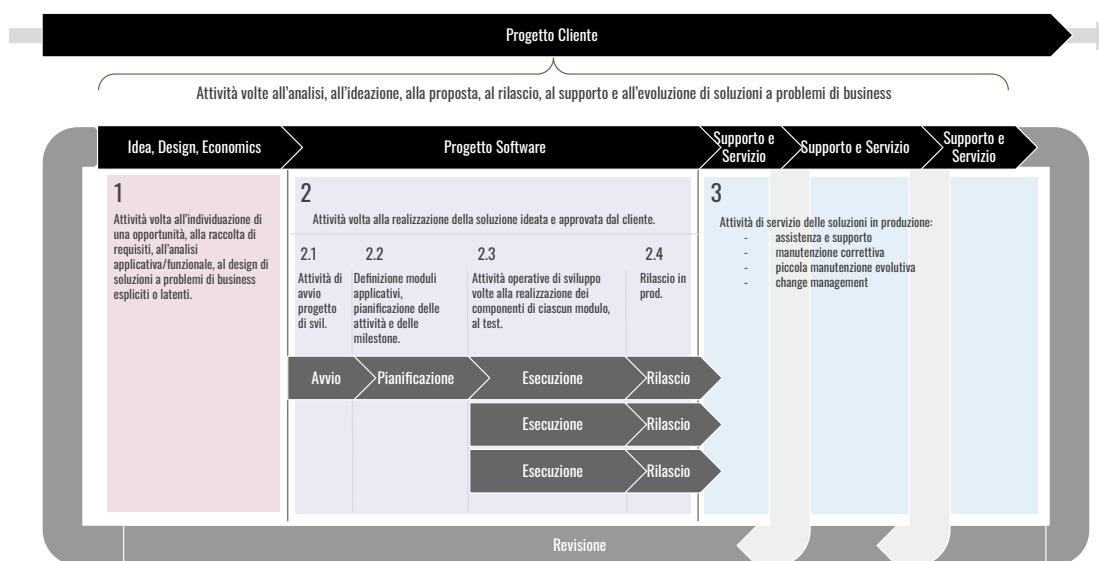 Progetto Cliente
Attività volte all'analisi, all'ideazione, alla proposta, al rilascio, al supporto e all'evoluzione di soluzioni a problemi di business
Idea, Design, Economics
Progetto Software
Supporto e
Servizio
Supporto e Servizio
Supporto e
Servizio
1
Attività volta all'individuazione di
una opportunità, alla raccolta di
requisiti, all'analisi
applicativa/funzionale, al design di
soluzioni a problemi di business
espliciti o latenti.
2
Attività volta alla realizzazione della soluzione ideata e approvata dal cliente.
2.1
Attività di
avvio
progetto
di svil.
2.2
Definizione moduli
applicativi,
pianificazione delle
attività e delle
milestone.
2.3
Attività operative di sviluppo
volte alla realizzazione dei
componenti di ciascun modulo,
al test.
2.4
Rilascio in
prod.
Avvio
Pianificazione
Esecuzione
Rilascio
Esecuzione
Rilascio
Esecuzione
Rilascio
3
Attività di servizio delle soluzioni in produzione:
- assistenza e supporto
- manutenzione correttiva
- piccola manutenzione evolutiva
- change management
Revisione